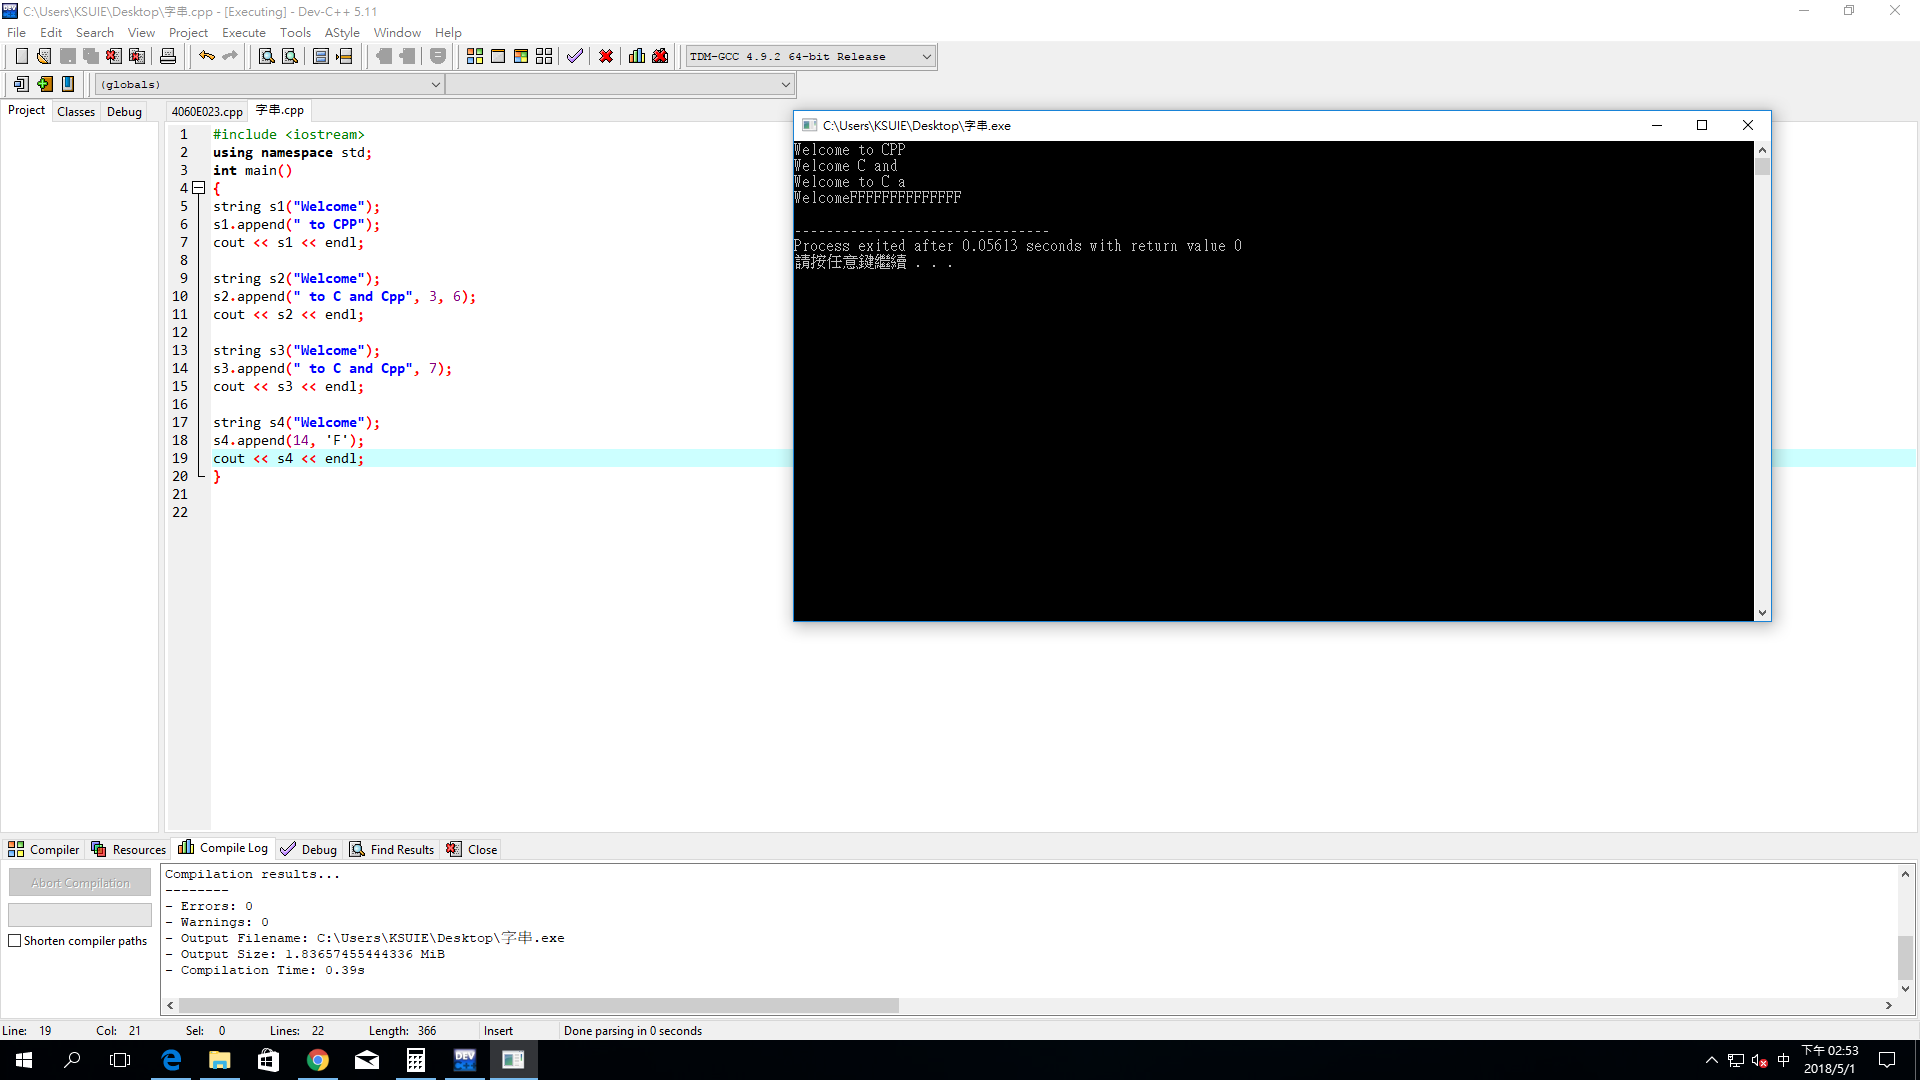 C:\Users\KSUIE\Desktop\字串.cpp - [Executing] - Dev-C++ 5.11
File Edit Search View Project Execute Tools AStyle Window Help
TDM-GCC 4.9.2 64-bit Release
(globals)
Project Classes Debug 4060E023.cpp 字串.cpp
1 #include <iostream>
2 using namespace std;
3 int main()
4 {
5 string s1("Welcome");
6 s1.append(" to CPP");
7 cout << s1 << endl;
8
9 string s2("Welcome");
10 s2.append(" to C and Cpp", 3, 6);
11 cout << s2 << endl;
12
13 string s3("Welcome");
14 s3.append(" to C and Cpp", 7);
15 cout << s3 << endl;
16
17 string s4("Welcome");
18 s4.append(14, 'F');
19 cout << s4 << endl;
20 }
21
22
C:\Users\KSUIE\Desktop\字串.exe
Welcome to CPP
Welcome C and
Welcome to C a
WelcomeFFFFFFFFFFFFFF
--------------------------------
Process exited after 0.05613 seconds with return value 0
請按任意鍵繼續 . . .
Compiler Resources Compile Log Debug Find Results Close
Abort Compilation
Shorten compiler paths
Compilation results...
--------
- Errors: 0
- Warnings: 0
- Output Filename: C:\Users\KSUIE\Desktop\字串.exe
- Output Size: 1.83657455444336 MiB
- Compilation Time: 0.39s
Line: 19 Col: 21 Sel: 0 Lines: 22 Length: 366 Insert Done parsing in 0 seconds
DEV C++
中
下午 02:53
2018/5/1